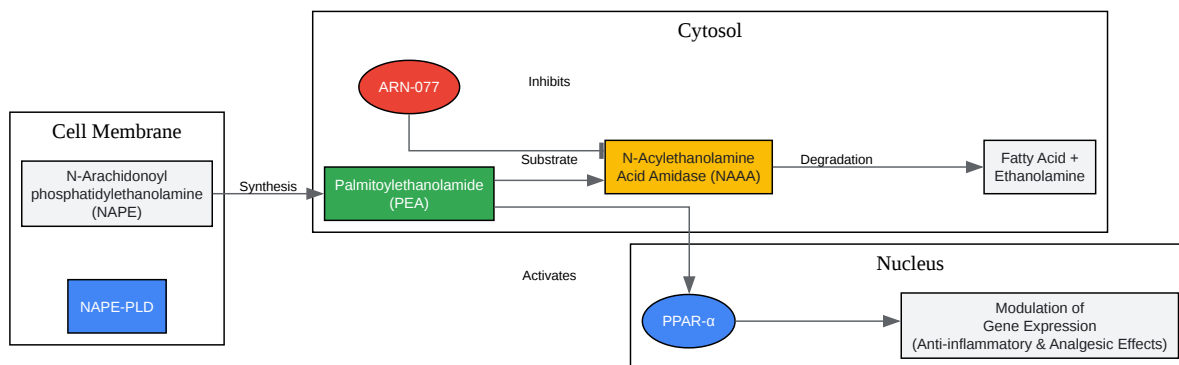 Cell Membrane
N-Arachidonoyl
phosphatidylethanolamine
(NAPE)
NAPE-PLD
Synthesis
Cytosol
ARN-077
Inhibits
Palmitoylethanolamide
(PEA)
Substrate
N-Acylethanolamine
Acid Amidase (NAAA)
Degradation
Fatty Acid +
Ethanolamine
Activates
Nucleus
PPAR-α
Modulation of
Gene Expression
(Anti-inflammatory & Analgesic Effects)